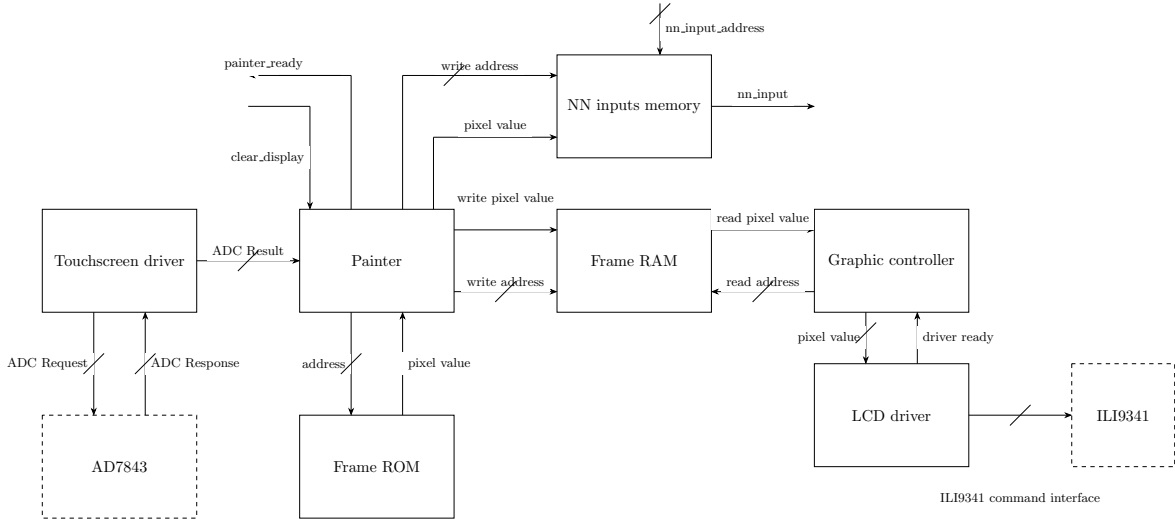 nn_input_address
painter_ready
write address
NN inputs memory
nn_input
pixel value
clear_display
write pixel value
read pixel value
Touchscreen driver
ADC Result
Painter
Frame RAM
Graphic controller
write address
read address
pixel value
driver ready
ADC Request
ADC Response
address
pixel value
LCD driver
ILI9341
AD7843
Frame ROM
ILI9341 command interface